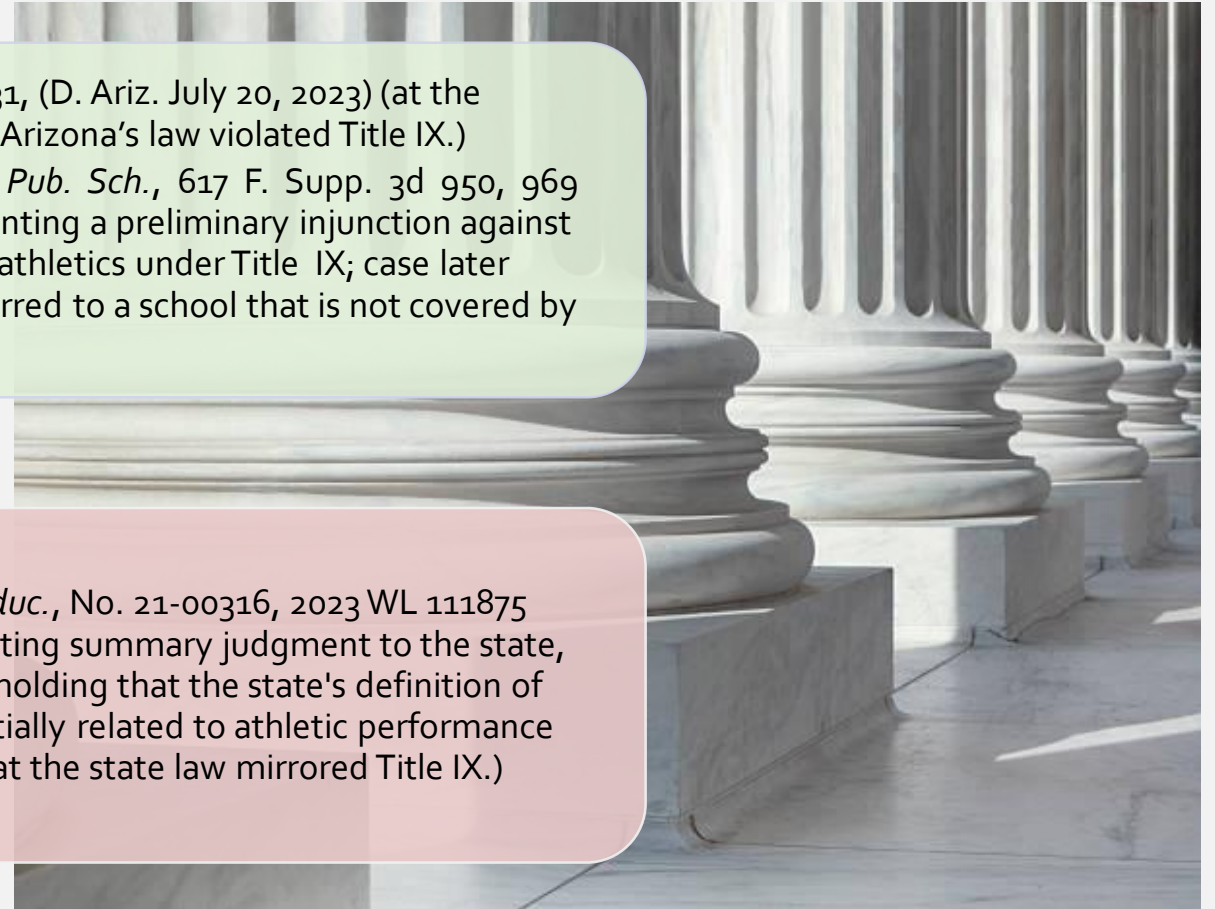 31, (D. Ariz. July 20, 2023) (at the
Arizona’s law violated Title IX.)
Pub. Sch., 617 F. Supp. 3d 950, 969
nting a preliminary injunction against
athletics under Title IX; case later
rred to a school that is not covered by
duc., No. 21-00316, 2023 WL 111875
ting summary judgment to the state,
holding that the state's definition of
tially related to athletic performance
at the state law mirrored Title IX.)